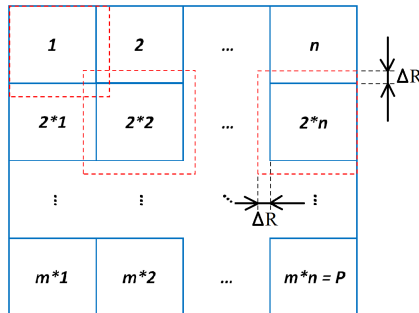 1 2 ... n
ΔR
2*1 2*2 ... 2*n
⋮ ⋮ ⋱ ⋮
ΔR
m*1 m*2 ... m*n = P